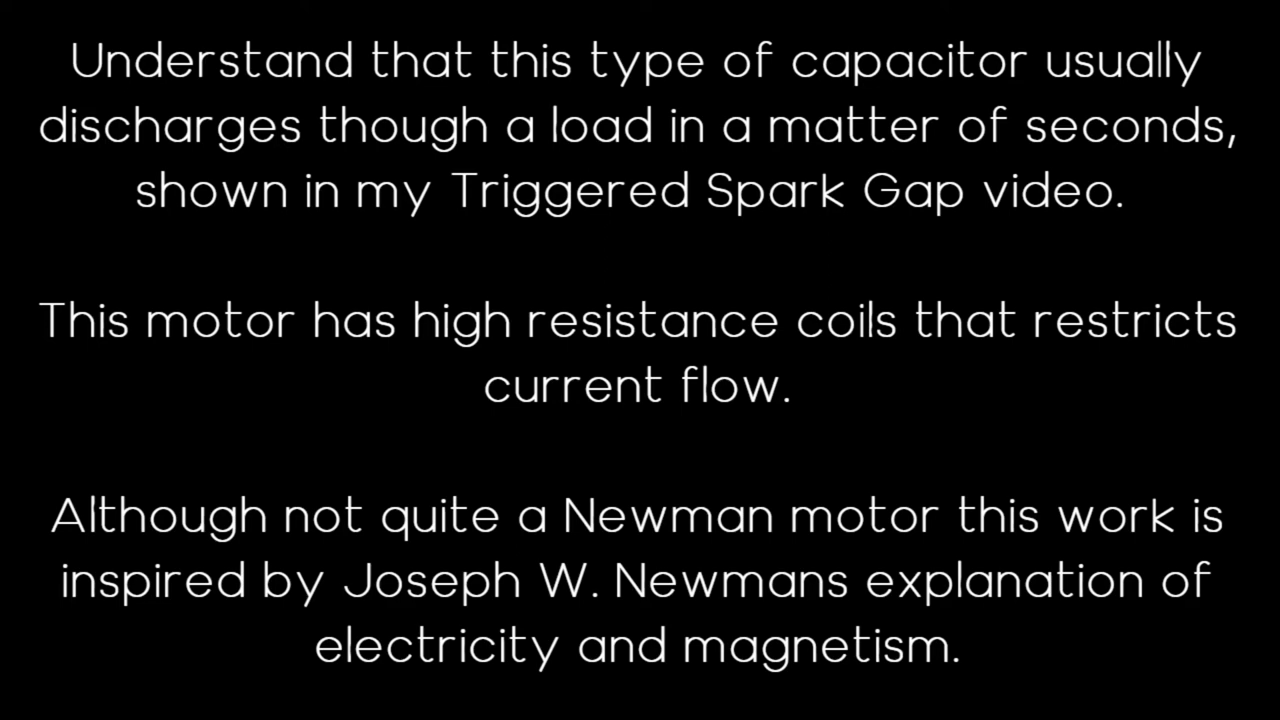 Understand that this type of capacitor usually
discharges though a load in a matter of seconds,
shown in my Triggered Spark Gap video.
This motor has high resistance coils that restricts
current flow.
Although not quite a Newman motor this work is
inspired by Joseph W. Newmans explanation of
electricity and magnetism.